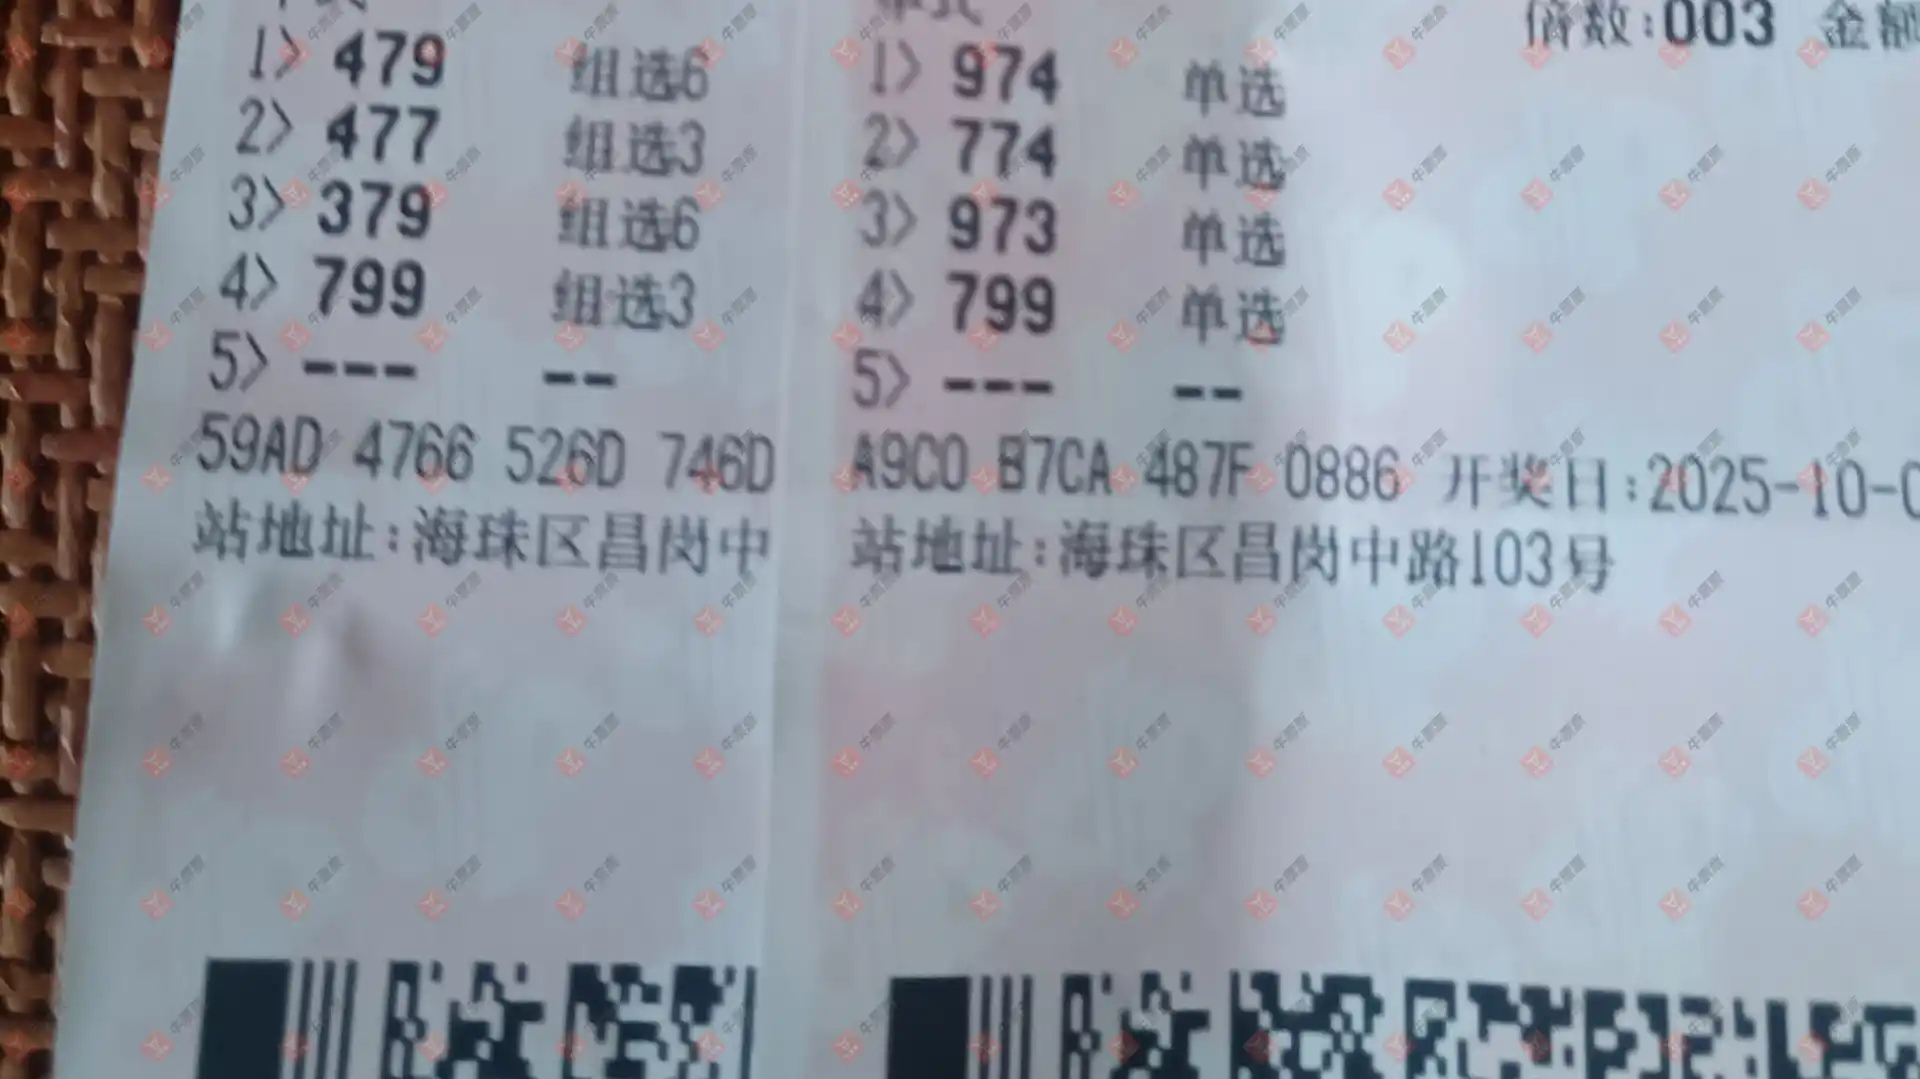 倍数:003 金额
1> 479 组选6
2> 477 组选3
3> 379 组选6
4> 799 组选3
5> --- --
59AD 4766 526D 746D
站地址:海珠区昌岗中
1> 974 单选
2> 774 单选
3> 973 单选
4> 799 单选
5> --- --
A9C0 B7CA 487F 0886 开奖日:2025-10-0
站地址:海珠区昌岗中路103号